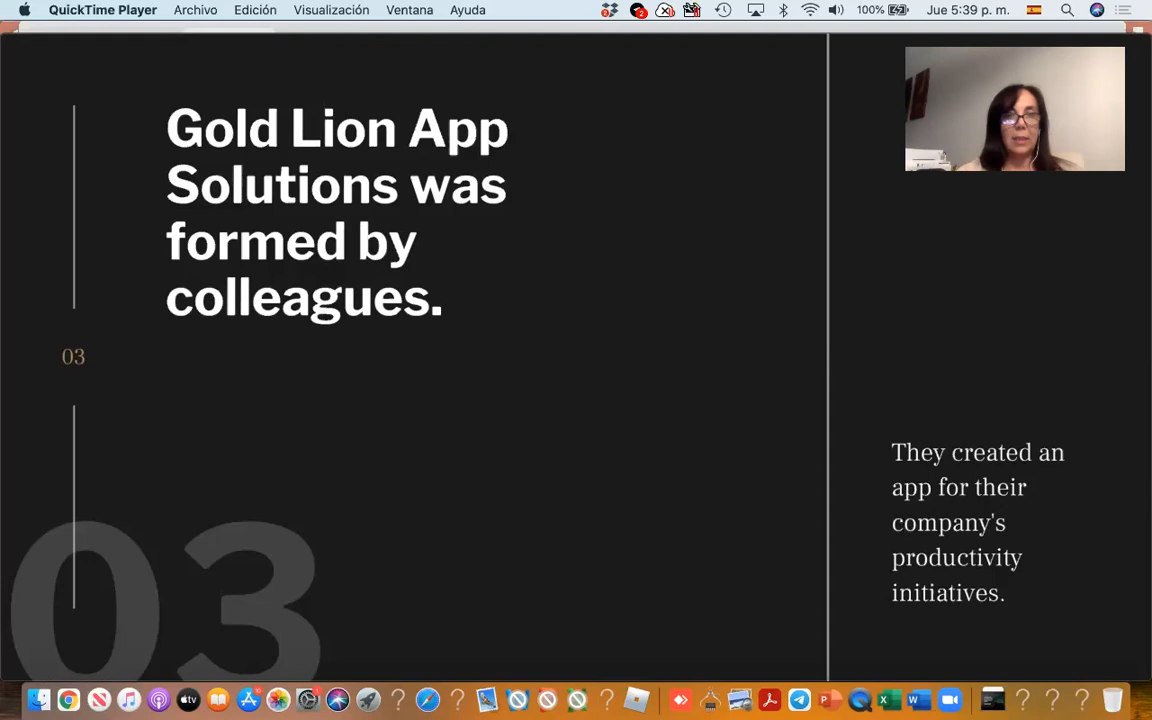 QuickTime Player Archivo Edición Visualización Ventana Ayuda 100% Jue 5:39 p. m.
Gold Lion App
Solutions was
formed by
colleagues.
03
They created an
app for their
company's
productivity
initiatives.
03